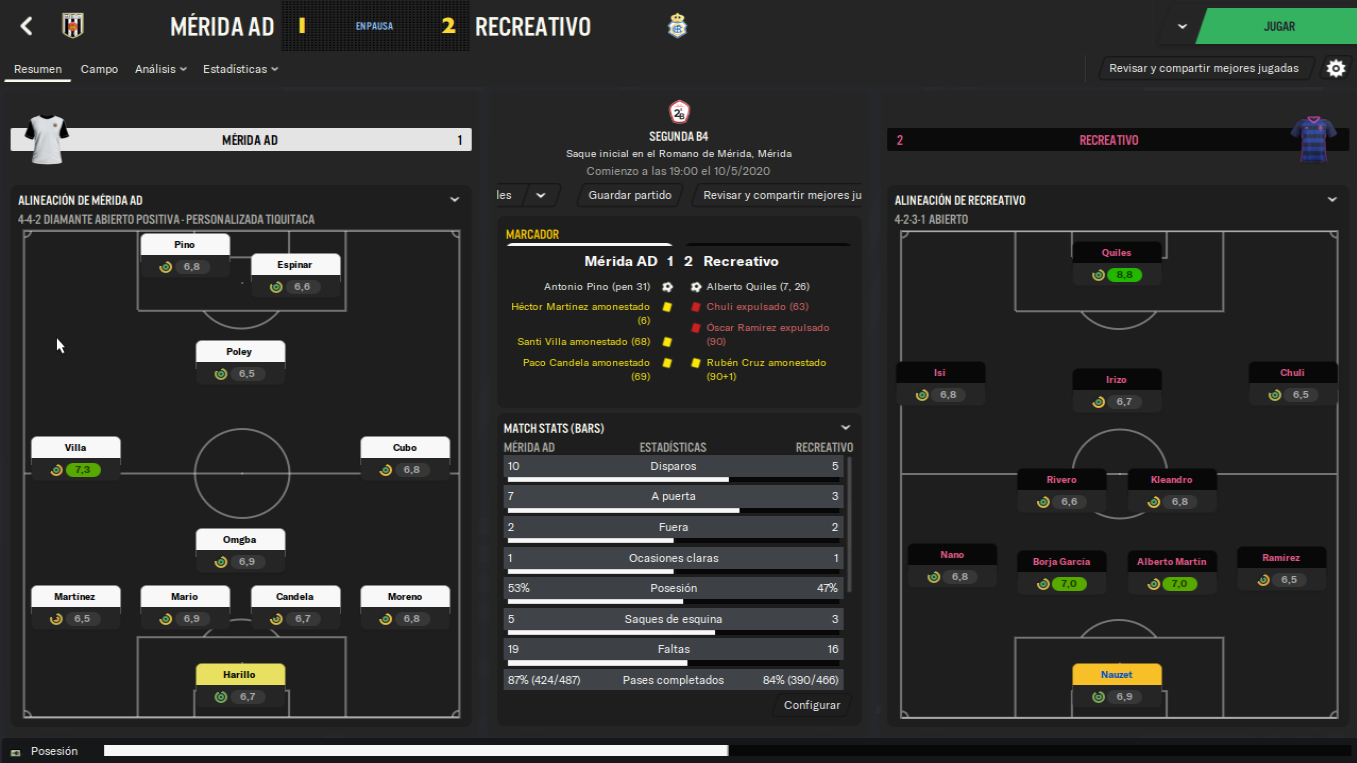 MÉRIDA AD 1 EN PAUSA 2 RECREATIVO
JUGAR
Resumen Campo Análisis Estadísticas
Revisar y compartir mejores jugadas
MÉRIDA AD 1
ALINEACIÓN DE MÉRIDA AD
4-4-2 DIAMANTE ABIERTO POSITIVA - PERSONALIZADA TIQUITACA
Pino
6,8
Espinar
6,6
Poley
6,5
Villa
7,3
Cubo
6,8
Omgba
6,9
Martínez
6,5
Mario
6,9
Candela
6,7
Moreno
6,8
Harillo
6,7
2ªB
SEGUNDA B4
Saque inicial en el Romano de Mérida, Mérida
Comienzo a las 19:00 el 10/5/2020
les
Guardar partido
Revisar y compartir mejores ju
MARCADOR
Mérida AD 1 2 Recreativo
Antonio Pino (pen 31)
Héctor Martínez amonestado
(6)
Santi Villa amonestado (68)
Paco Candela amonestado
(69)
Alberto Quiles (7, 26)
Chuli expulsado (63)
Óscar Ramírez expulsado
(90)
Rubén Cruz amonestado
(90+1)
MATCH STATS (BARS)
MÉRIDA AD ESTADÍSTICAS RECREATIVO
10 Disparos 5
7 A puerta 3
2 Fuera 2
1 Ocasiones claras 1
53% Posesión 47%
5 Saques de esquina 3
19 Faltas 16
87% (424/487) Pases completados 84% (390/466)
Configurar
2 RECREATIVO
ALINEACIÓN DE RECREATIVO
4-2-3-1 ABIERTO
Quiles
8,8
Isi
6,8
Irizo
6,7
Chuli
6,5
Rivero
6,6
Kleandro
6,8
Nano
6,8
Borja García
7,0
Alberto Martín
7,0
Ramírez
6,5
Nauzet
6,9
Posesión